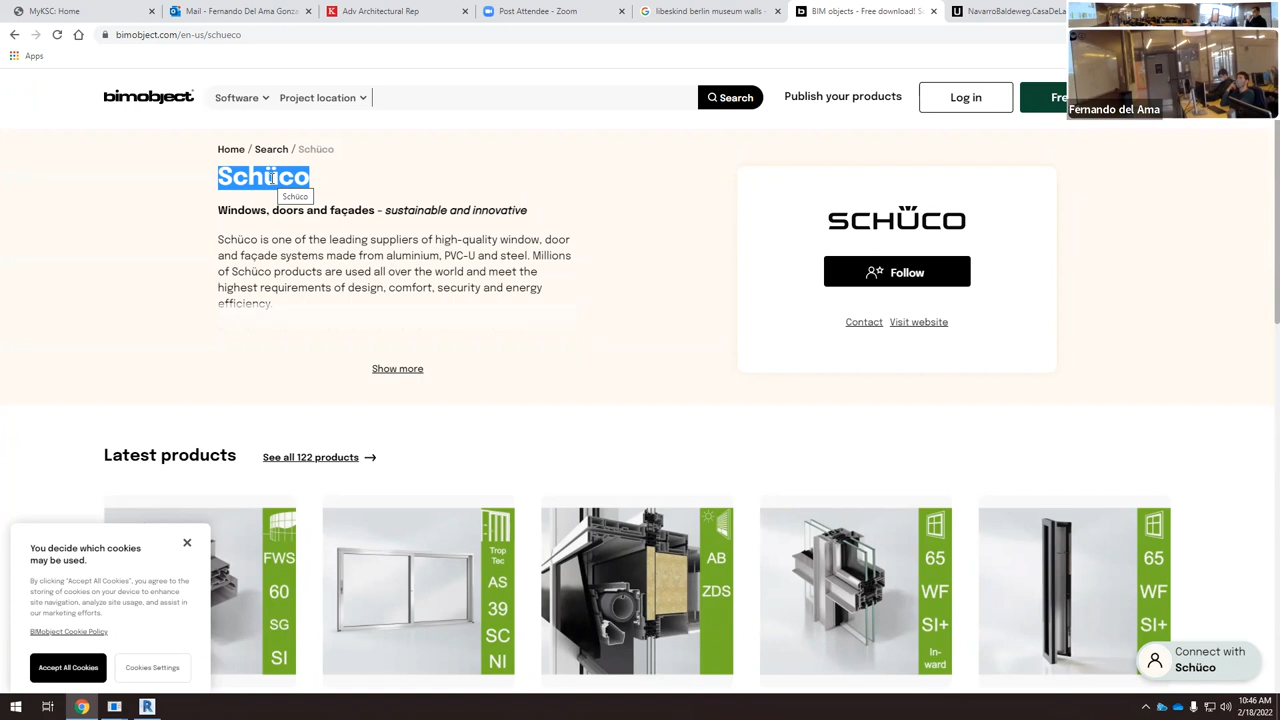 MyKSC: Home
Mail - Fernando Del Ama Gonza
Adv Architectural Rep
Post Attendee - Zoom
libeskind berlin museum walls -
BIM objects - Free download! Sc
NavarroBaldeweg.CasaDeLa
bimobject.com/en-us/schueco
Apps
Fernando del Ama
bimobject
Software
Project location
Search
Publish your products
Log in
Fre
Home / Search / Schüco
Schüco
Schüco
Windows, doors and façades - sustainable and innovative
Schüco is one of the leading suppliers of high-quality window, door
and façade systems made from aluminium, PVC-U and steel. Millions
of Schüco products are used all over the world and meet the
highest requirements of design, comfort, security and energy
efficiency.
Show more
SCHÜCO
Follow
Contact Visit website
Latest products
See all 122 products
FWS
60
SG
SI
Trop
Tec
AS
39
SC
NI
AB
ZDS
65
WF
SI+
In-
ward
65
WF
SI+
You decide which cookies
may be used.
By clicking "Accept All Cookies", you agree to the
storing of cookies on your device to enhance
site navigation, analyze site usage, and assist in
our marketing efforts.
BIMobject Cookie Policy
Accept All Cookies
Cookies Settings
Connect with
Schüco
10:46 AM
2/18/2022